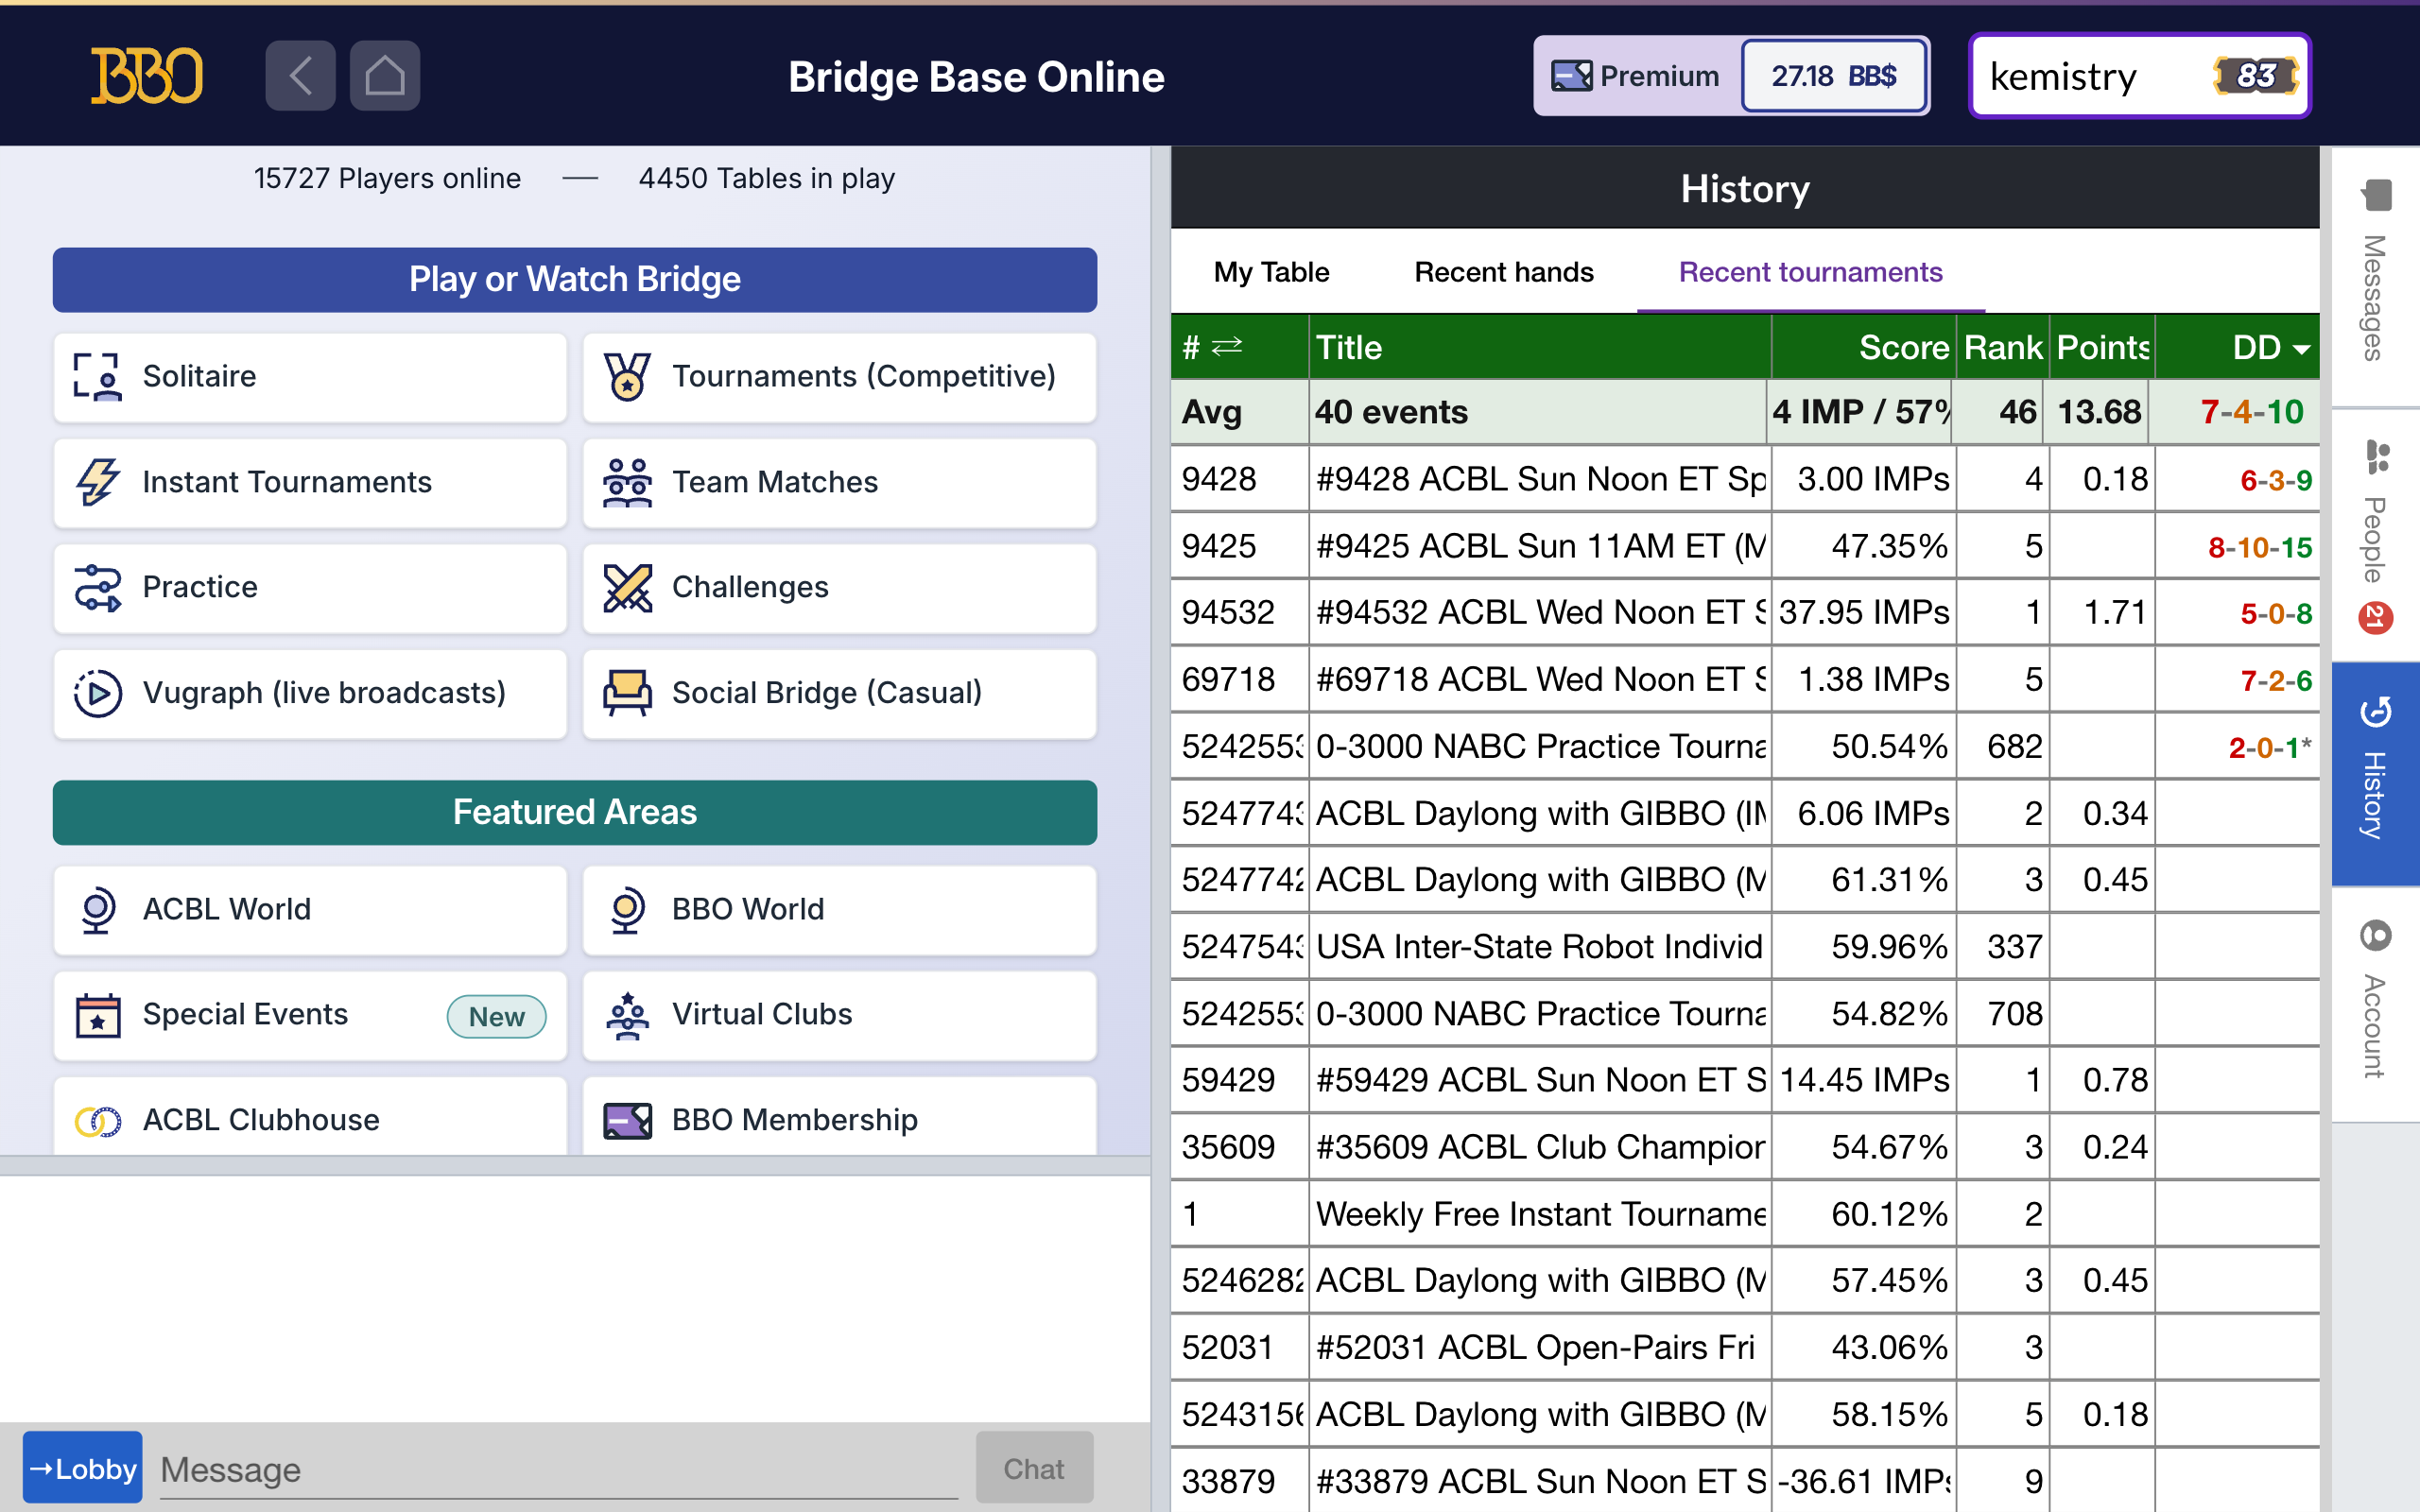 BBO
Bridge Base Online
Premium
27.18 BB$
kemistry
83
15727 Players online — 4450 Tables in play
Play or Watch Bridge
Solitaire
Tournaments (Competitive)
Instant Tournaments
Team Matches
Practice
Challenges
Vugraph (live broadcasts)
Social Bridge (Casual)
Featured Areas
ACBL World
BBO World
Special Events New
Virtual Clubs
ACBL Clubhouse
BBO Membership
→Lobby
Message
Chat
History
My Table Recent hands Recent tournaments
# ⇄ Title Score Rank Points DD
Avg 40 events 4 IMP / 57% 46 13.68 7-4-10
9428 #9428 ACBL Sun Noon ET Sp 3.00 IMPs 4 0.18 6-3-9
9425 #9425 ACBL Sun 11AM ET (M 47.35% 5 8-10-15
94532 #94532 ACBL Wed Noon ET S 37.95 IMPs 1 1.71 5-0-8
69718 #69718 ACBL Wed Noon ET S 1.38 IMPs 5 7-2-6
5242553 0-3000 NABC Practice Tourna 50.54% 682 2-0-1*
5247743 ACBL Daylong with GIBBO (IM 6.06 IMPs 2 0.34
5247742 ACBL Daylong with GIBBO (M 61.31% 3 0.45
5247543 USA Inter-State Robot Individ 59.96% 337
5242553 0-3000 NABC Practice Tourna 54.82% 708
59429 #59429 ACBL Sun Noon ET S 14.45 IMPs 1 0.78
35609 #35609 ACBL Club Champion 54.67% 3 0.24
1 Weekly Free Instant Tourname 60.12% 2
5246282 ACBL Daylong with GIBBO (M 57.45% 3 0.45
52031 #52031 ACBL Open-Pairs Fri 43.06% 3
5243156 ACBL Daylong with GIBBO (M 58.15% 5 0.18
33879 #33879 ACBL Sun Noon ET S -36.61 IMPs 9
Messages
People 21
History
Account